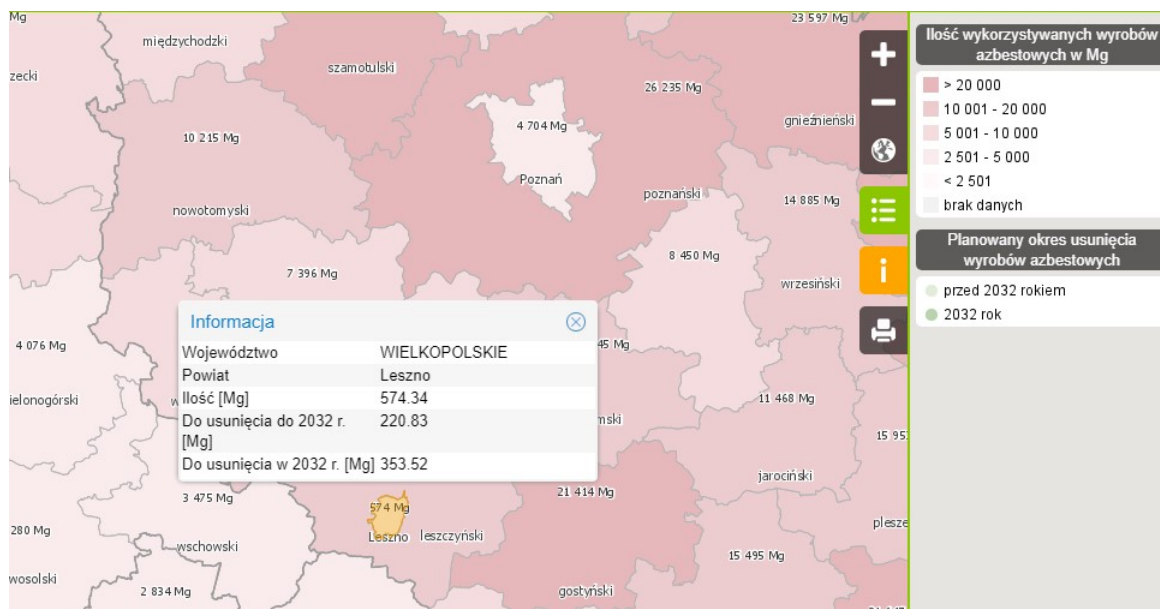 Mg
międzychodzki
zecki
szamotulski
23 597 Mg
26 235 Mg
gnieźnieński
4 704 Mg
Poznań
10 215 Mg
nowotomyski
poznański
14 885 Mg
8 450 Mg
wrzesiński
7 396 Mg
Informacja
Województwo WIELKOPOLSKIE
Powiat Leszno
Ilość [Mg] 574.34
Do usunięcia do 2032 r. 220.83
[Mg]
Do usunięcia w 2032 r. [Mg] 353.52
45 Mg
4 076 Mg
ielonogórski
w
mski
11 468 Mg
15 95
jarociński
3 475 Mg
21 414 Mg
574 Mg
Leszno
leszczyński
280 Mg
wschowski
plesze
15 495 Mg
wosolski
2 834 Mg
gostyński
Ilość wykorzystywanych wyrobów
azbestowych w Mg
> 20 000
10 001 - 20 000
5 001 - 10 000
2 501 - 5 000
< 2 501
brak danych
Planowany okres usunięcia
wyrobów azbestowych
przed 2032 rokiem
2032 rok